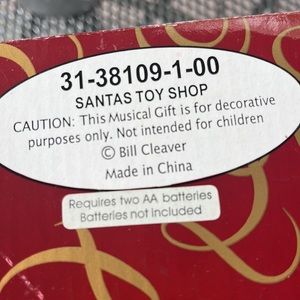 31-38109-1-00
SANTAS TOY SHOP
CAUTION: This Musical Gift is for decorative
purposes only. Not intended for children
© Bill Cleaver
Made in China
Requires two AA batteries
Batteries not included